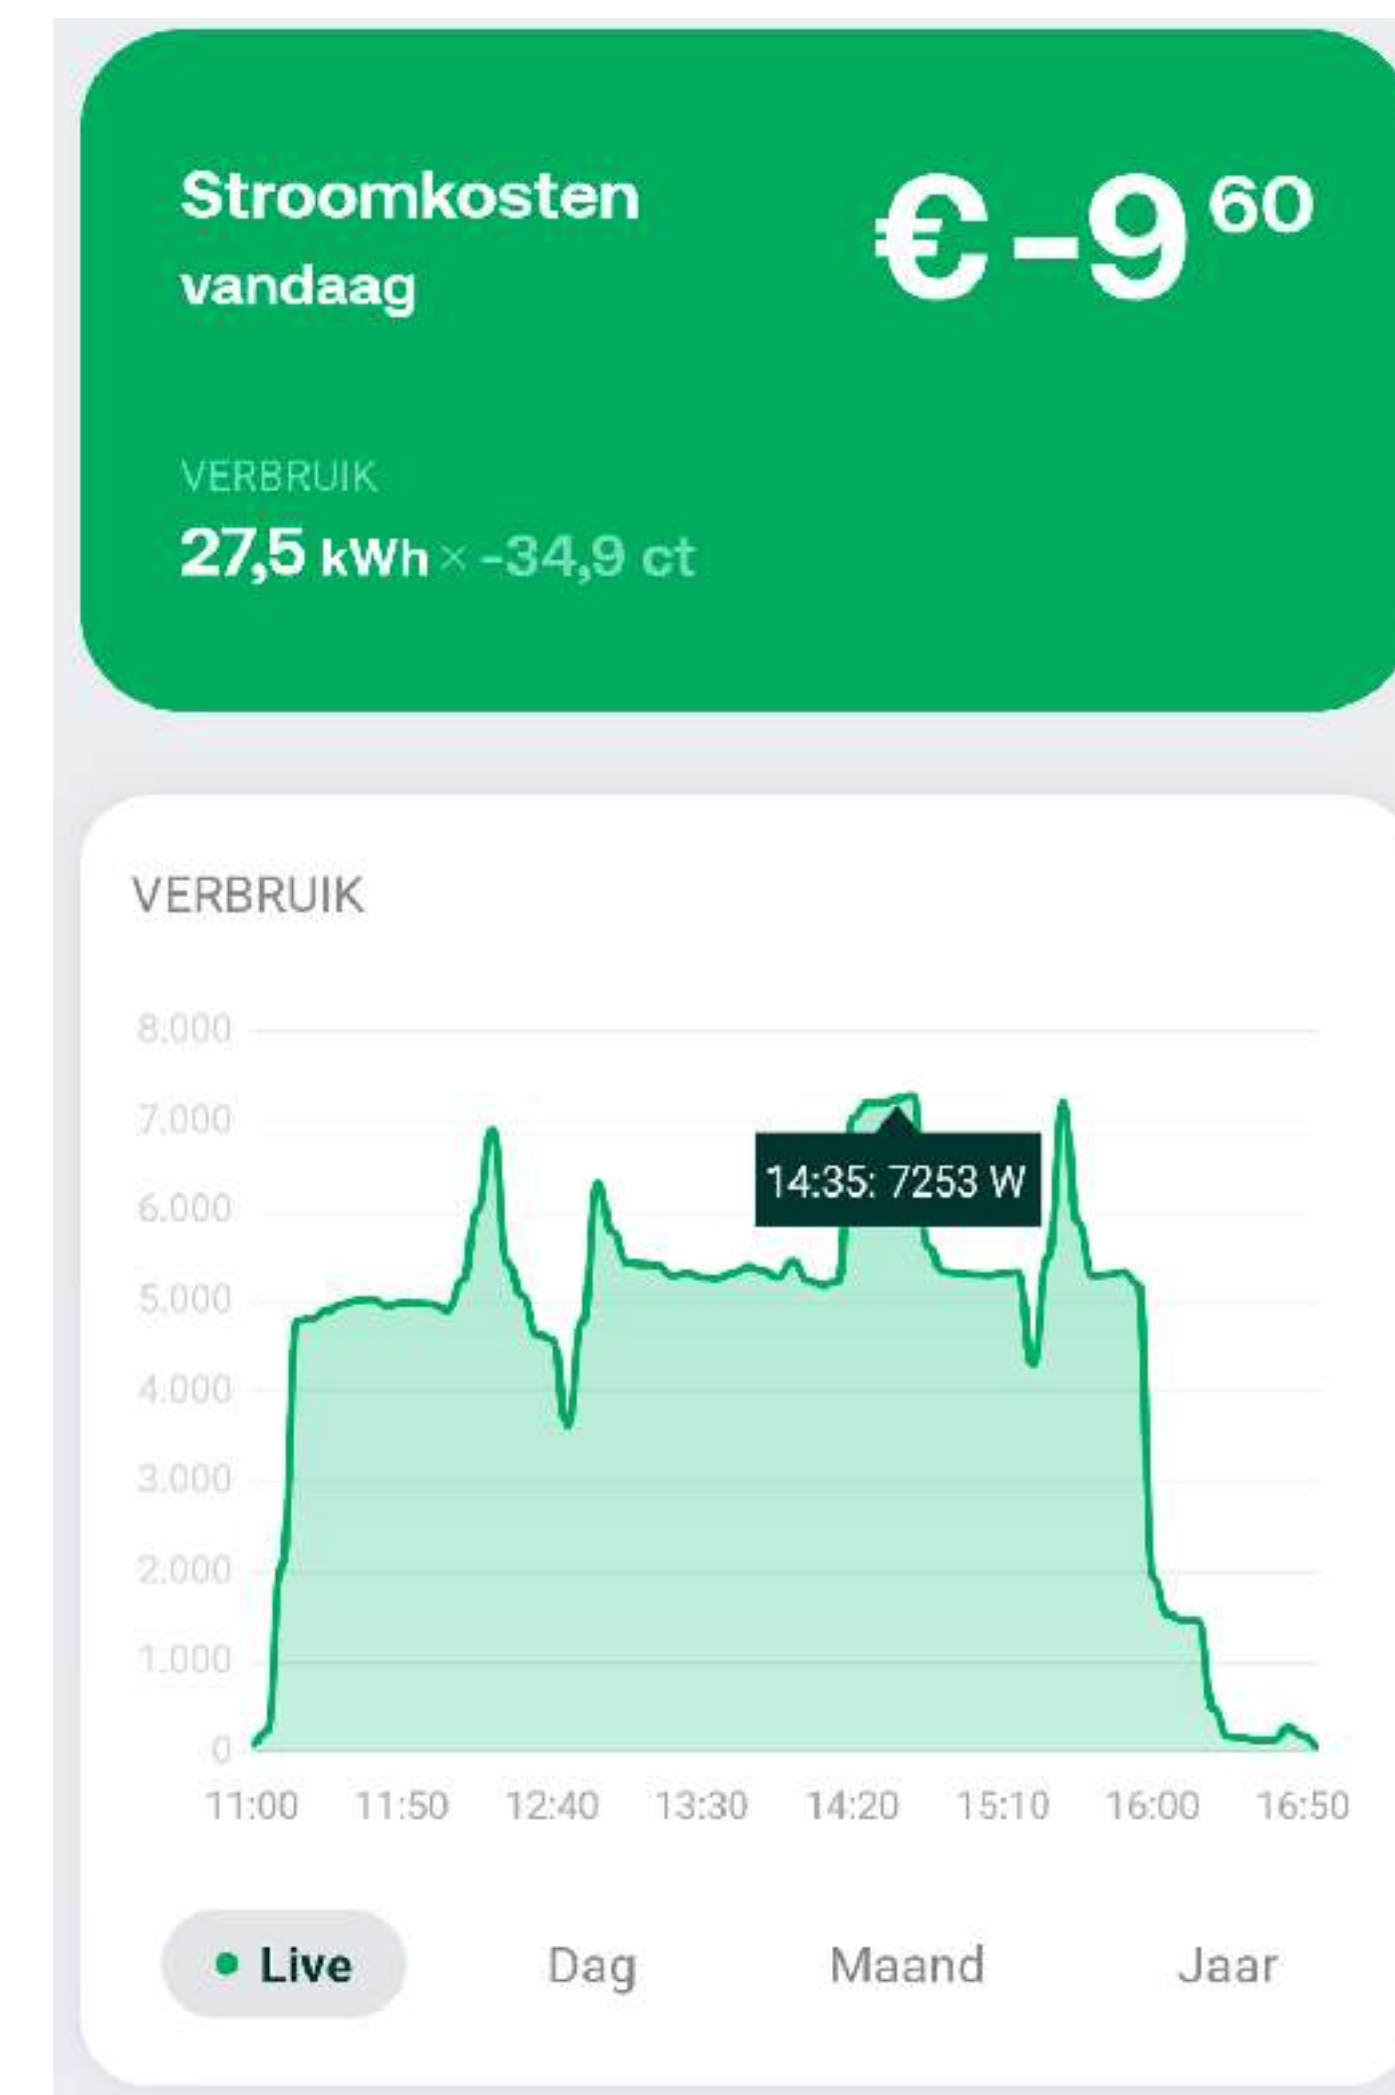 Stroomkosten
vandaag
€ -9 60
VERBRUIK
27,5 kWh × -34,9 ct
VERBRUIK
8.000
7.000
14:35: 7253 W
6.000
5.000
4.000
3.000
2.000
1.000
0
11:00 11:50 12:40 13:30 14:20 15:10 16:00 16:50
Live Dag Maand Jaar